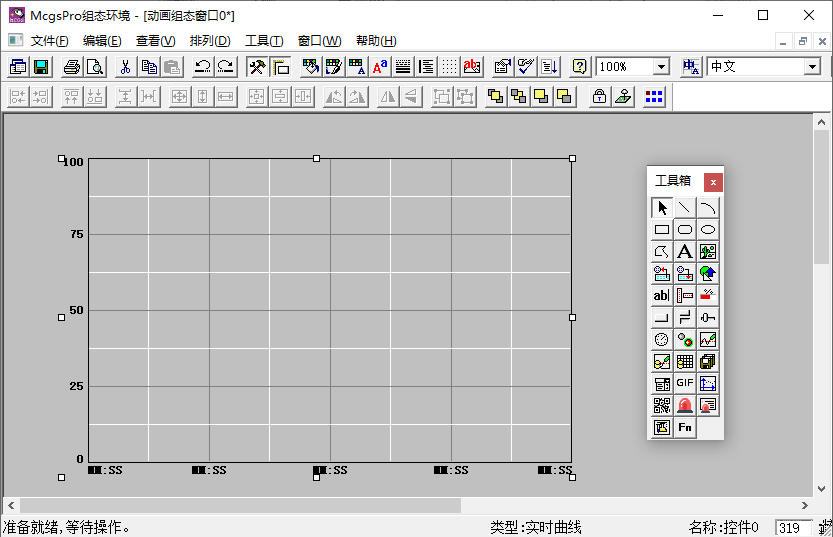 McgsPro组态环境 - [动画组态窗口0*]
文件(F) 编辑(E) 查看(V) 排列(D) 工具(T) 窗口(W) 帮助(H)
100% 中文
工具箱
100
75
50
25
0
:SS :SS :SS :SS :SS
ab|
GIF
Fn
准备就绪,等待操作。 类型:实时曲线 名称:控件0 319